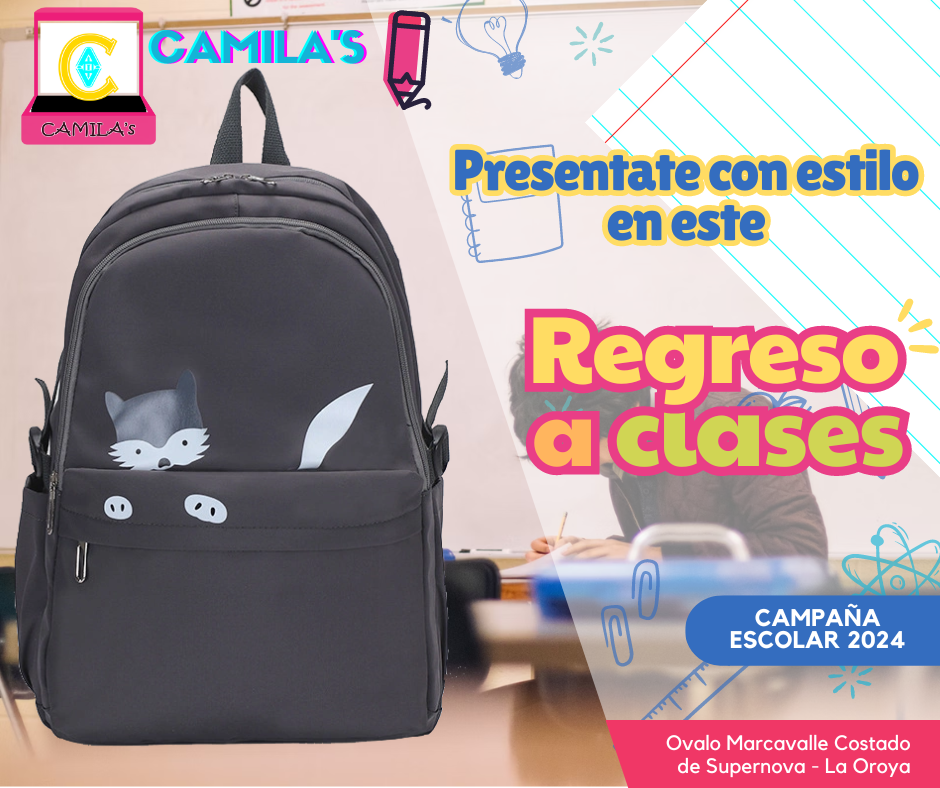 CAMILA'S
C
CAMILA's
Presentate con estilo
en este
Regreso
a clases
CAMPAÑA
ESCOLAR 2024
Ovalo Marcavalle Costado
de Supernova - La Oroya